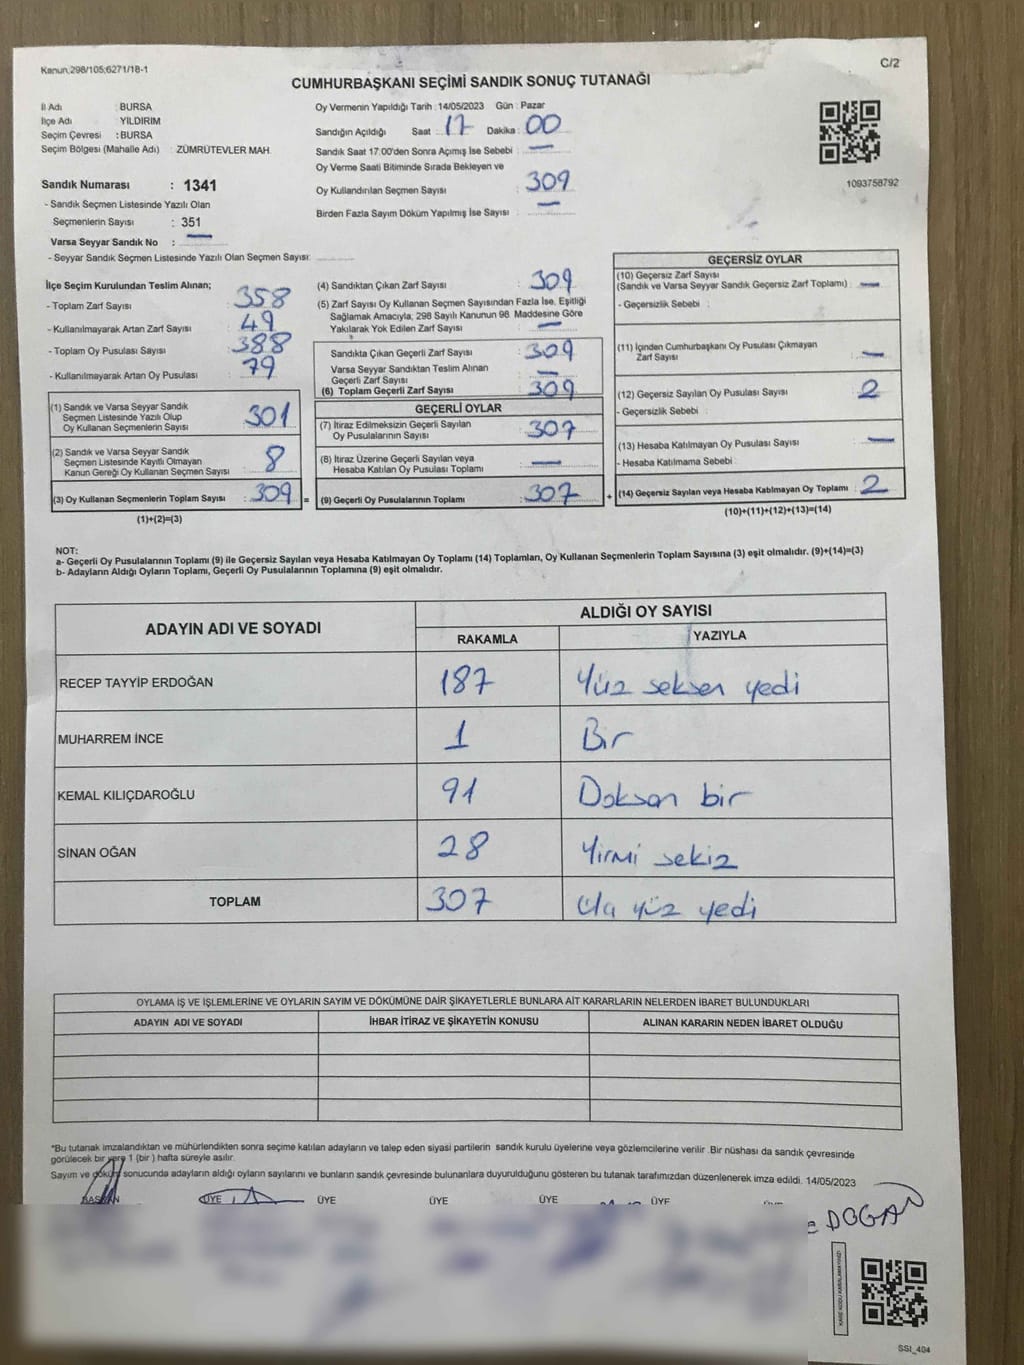 Kanun.298/105;6271/18-1
C/2
CUMHURBAŞKANI SEÇİMİ SANDIK SONUÇ TUTANAĞI
İl Adı : BURSA
İlçe Adı : YILDIRIM
Seçim Çevresi : BURSA
Seçim Bölgesi (Mahalle Adı) : ZÜMRÜTEVLER MAH.
Sandık Numarası : 1341
- Sandık Seçmen Listesinde Yazılı Olan
Seçmenlerin Sayısı : 351
Varsa Seyyar Sandık No : —
- Seyyar Sandık Seçmen Listesinde Yazılı Olan Seçmen Sayısı:
Oy Vermenin Yapıldığı Tarih : 14/05/2023 Gün : Pazar
Sandığın Açıldığı Saat : 17 Dakika : 00
Sandık Saat 17:00'den Sonra Açımış İse Sebebi : —
Oy Verme Saati Bitiminde Sırada Bekleyen ve
Oy Kullandırılan Seçmen Sayısı : 309
Birden Fazla Sayım Döküm Yapılmış İse Sayısı : —
1093758792
İlçe Seçim Kurulundan Teslim Alınan;
- Toplam Zarf Sayısı : 358
- Kullanılmayarak Artan Zarf Sayısı : 49
- Toplam Oy Pusulası Sayısı : 388
- Kullanılmayarak Artan Oy Pusulası : 79
(1) Sandık ve Varsa Seyyar Sandık
Seçmen Listesinde Yazılı Olup
Oy Kullanan Seçmenlerin Sayısı : 301
(2) Sandık ve Varsa Seyyar Sandık
Seçmen Listesinde Kayıtlı Olmayan
Kanun Gereği Oy Kullanan Seçmen Sayısı : 8
(3) Oy Kullanan Seçmenlerin Toplam Sayısı : 309 =
(1)+(2)=(3)
(4) Sandıktan Çıkan Zarf Sayısı : 309
(5) Zarf Sayısı Oy Kullanan Seçmen Sayısından Fazla İse, Eşitliği
Sağlamak Amacıyla, 298 Sayılı Kanunun 98. Maddesine Göre
Yakılarak Yok Edilen Zarf Sayısı : —
Sandıkta Çıkan Geçerli Zarf Sayısı : 309
Varsa Seyyar Sandıktan Teslim Alınan
Geçerli Zarf Sayısı : —
(6) Toplam Geçerli Zarf Sayısı : 309
GEÇERLİ OYLAR
(7) İtiraz Edilmeksizin Geçerli Sayılan
Oy Pusulalarının Sayısı : 307
(8) İtiraz Üzerine Geçerli Sayılan veya
Hesaba Katılan Oy Pusulası Toplamı : —
(9) Geçerli Oy Pusulalarının Toplamı : 307 +
GEÇERSİZ OYLAR
(10) Geçersiz Zarf Sayısı
(Sandık ve Varsa Seyyar Sandık Geçersiz Zarf Toplamı) : —
- Geçersizlik Sebebi :
(11) İçinden Cumhurbaşkanı Oy Pusulası Çıkmayan
Zarf Sayısı : —
(12) Geçersiz Sayılan Oy Pusulası Sayısı : 2
- Geçersizlik Sebebi :
(13) Hesaba Katılmayan Oy Pusulası Sayısı : —
- Hesaba Katılmama Sebebi :
(14) Geçersiz Sayılan veya Hesaba Katılmayan Oy Toplamı : 2
(10)+(11)+(12)+(13)=(14)
NOT:
a- Geçerli Oy Pusulalarının Toplamı (9) ile Geçersiz Sayılan veya Hesaba Katılmayan Oy Toplamı (14) Toplamları, Oy Kullanan Seçmenlerin Toplam Sayısına (3) eşit olmalıdır. (9)+(14)=(3)
b- Adayların Aldığı Oyların Toplamı, Geçerli Oy Pusulalarının Toplamına (9) eşit olmalıdır.
ADAYIN ADI VE SOYADI
ALDIĞI OY SAYISI
RAKAMLA YAZIYLA
RECEP TAYYİP ERDOĞAN 187 Yüz seksen yedi
MUHARREM İNCE 1 Bir
KEMAL KILIÇDAROĞLU 91 Doksan bir
SİNAN OĞAN 28 Yirmi sekiz
TOPLAM 307 yüz yedi
OYLAMA İŞ VE İŞLEMLERİNE VE OYLARIN SAYIM VE DÖKÜMÜNE DAİR ŞİKAYETLERLE BUNLARA AİT KARARLARIN NELERDEN İBARET BULUNDUKLARI
ADAYIN ADI VE SOYADI İHBAR İTİRAZ VE ŞİKAYETİN KONUSU ALINAN KARARIN NEDEN İBARET OLDUĞU
*Bu tutanak imzalandıktan ve mühürlendikten sonra seçime katılan adayların ve talep eden siyasi partilerin sandık kurulu üyelerine veya gözlemcilerine verilir .Bir nüshası da sandık çevresinde
görülecek bir yere 1 (bir ) hafta süreyle asılır.
Sayım ve döküm sonucunda adayların aldığı oyların sayılarını ve bunların sandık çevresinde bulunanlara duyurulduğunu gösteren bu tutanak tarafımızdan düzenlenerek imza edildi. 14/05/2023
BAŞKAN ÜYE ÜYE ÜYE ÜYE ÜYE
DOGAN
SSI_404